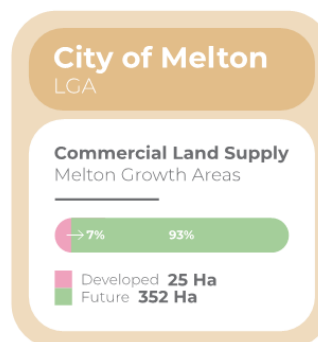 City of Melton
LGA
Commercial Land Supply
Melton Growth Areas
7% 93%
Developed 25 Ha
Future 352 Ha